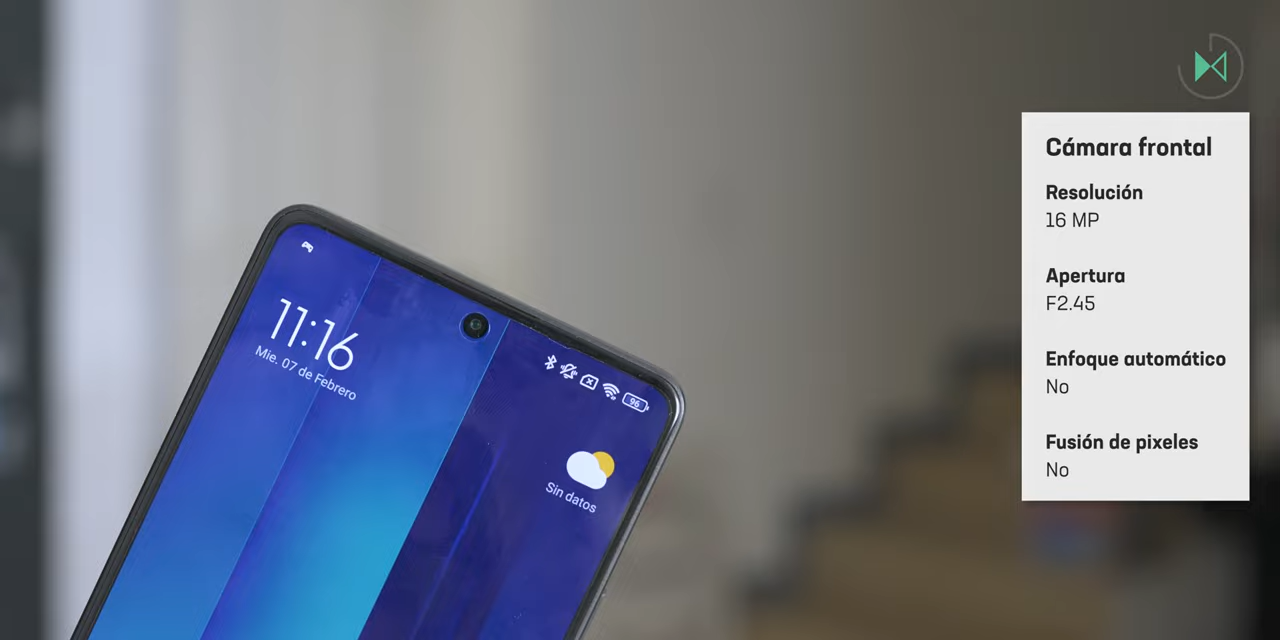 11:16
Mie. 07 de Febrero
96
Sin datos
Cámara frontal
Resolución
16 MP
Apertura
F2.45
Enfoque automático
No
Fusión de pixeles
No